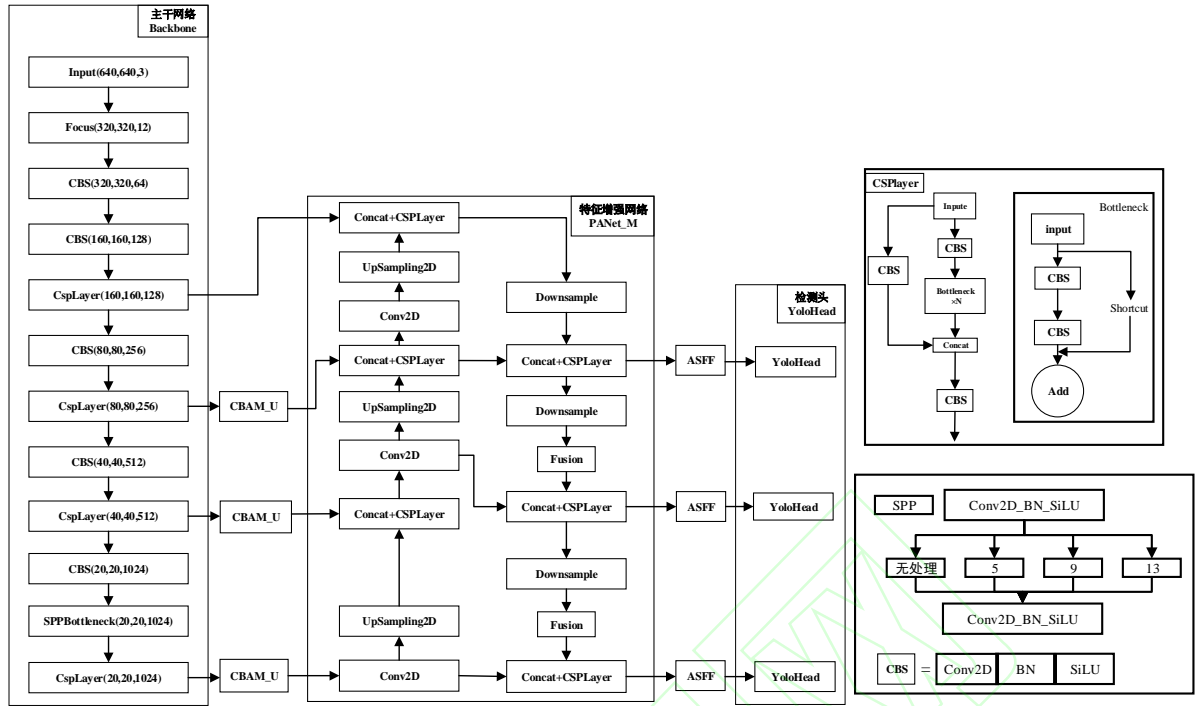 主干网络
Backbone
Input(640,640,3)
Focus(320,320,12)
CBS(320,320,64)
CBS(160,160,128)
CspLayer(160,160,128)
CBS(80,80,256)
CspLayer(80,80,256)
CBS(40,40,512)
CspLayer(40,40,512)
CBS(20,20,1024)
SPPBottleneck(20,20,1024)
CspLayer(20,20,1024)
CBAM_U
CBAM_U
CBAM_U
特征增强网络
PANet_M
Concat+CSPLayer
UpSampling2D
Conv2D
Concat+CSPLayer
UpSampling2D
Conv2D
Concat+CSPLayer
UpSampling2D
Conv2D
Downsample
Concat+CSPLayer
Downsample
Fusion
Concat+CSPLayer
Downsample
Fusion
Concat+CSPLayer
ASFF
ASFF
ASFF
检测头
YoloHead
YoloHead
YoloHead
YoloHead
CSPlayer
Inpute
CBS
CBS
Bottleneck
×N
Concat
CBS
Bottleneck
input
CBS
Shortcut
CBS
Add
SPP
Conv2D_BN_SiLU
无处理
5
9
13
Conv2D_BN_SiLU
CBS = Conv2D BN SiLU